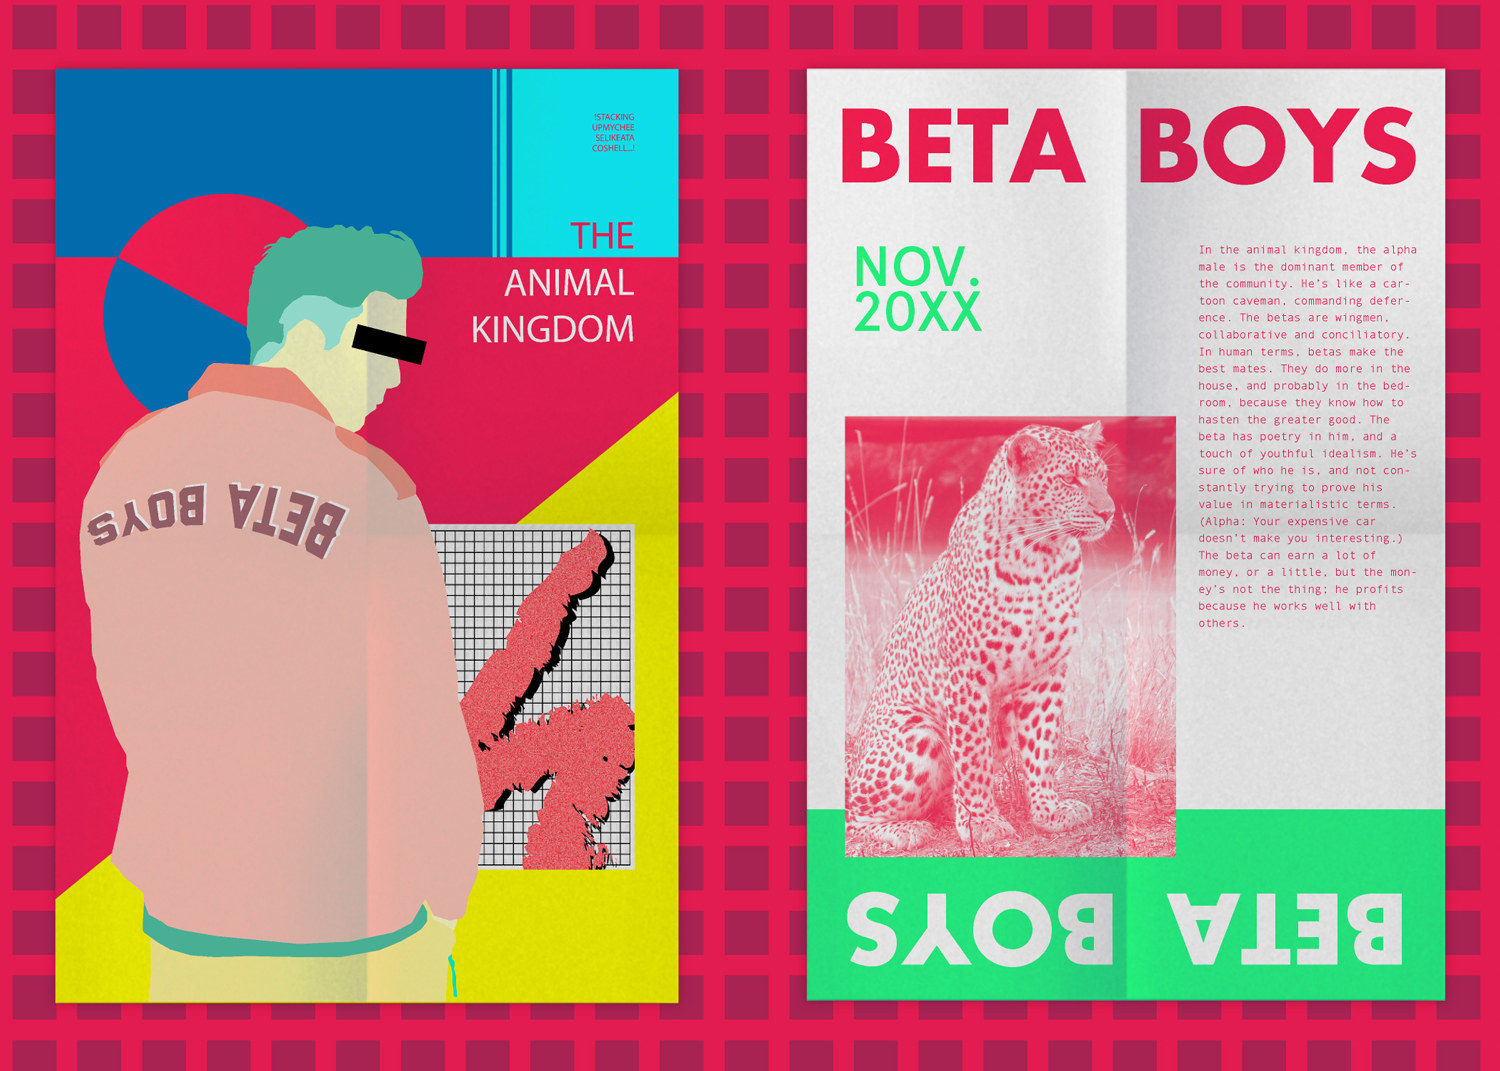 !STACKING
UPMYCHEE
SELIKEATA
COSHELL...!
THE
ANIMAL
KINGDOM
BETA BOYS
BETA BOYS
NOV.
20XX
In the animal kingdom, the alpha
male is the dominant member of
the community. He's like a car-
toon caveman, commanding defer-
ence. The betas are wingmen,
collaborative and conciliatory.
In human terms, betas make the
best mates. They do more in the
house, and probably in the bed-
room, because they know how to
hasten the greater good. The
beta has poetry in him, and a
touch of youthful idealism. He's
sure of who he is, and not con-
stantly trying to prove his
value in materialistic terms.
(Alpha: Your expensive car
doesn't make you interesting.)
The beta can earn a lot of
money, or a little, but the mon-
ey's not the thing; he profits
because he works well with
others.
BETA BOYS